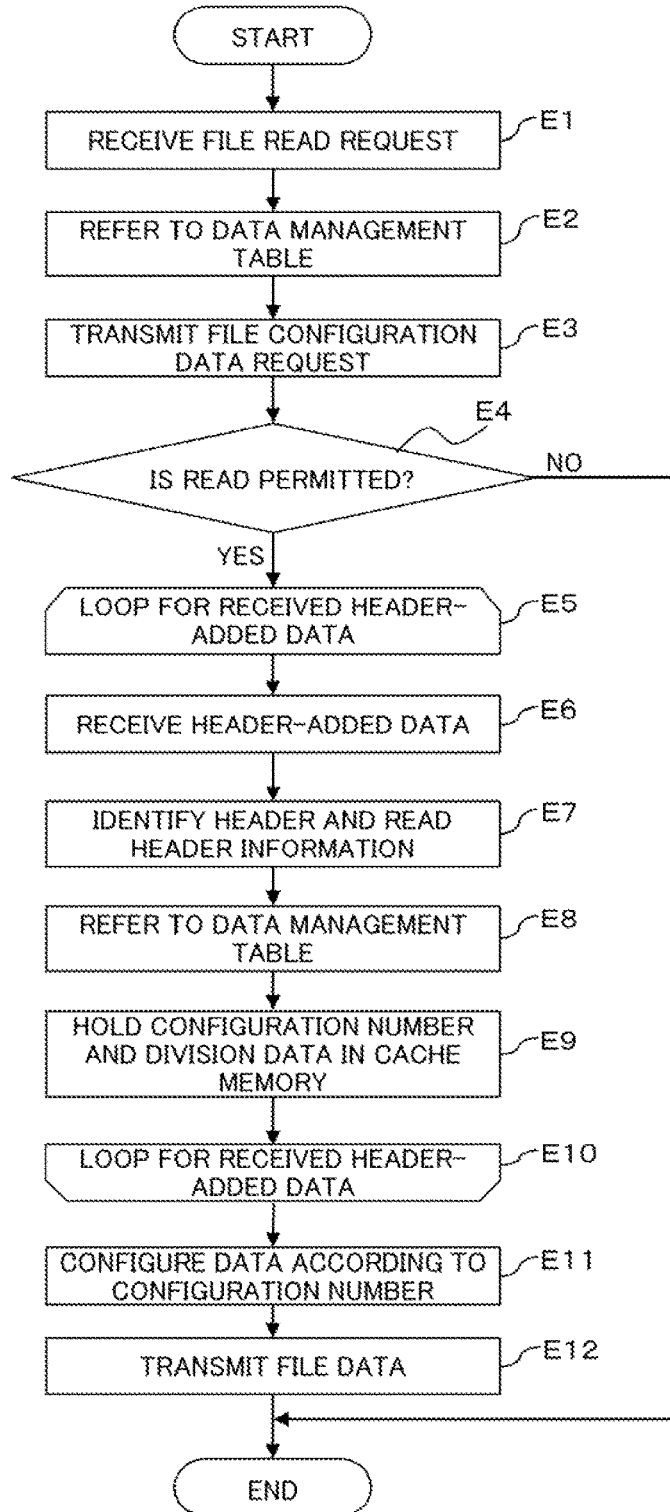 START
RECEIVE FILE READ REQUEST
E1
REFER TO DATA MANAGEMENT
TABLE
E2
TRANSMIT FILE CONFIGURATION
DATA REQUEST
E3
E4
IS READ PERMITTED?
NO
YES
LOOP FOR RECEIVED HEADER-
ADDED DATA
E5
RECEIVE HEADER-ADDED DATA
E6
IDENTIFY HEADER AND READ
HEADER INFORMATION
E7
REFER TO DATA MANAGEMENT
TABLE
E8
HOLD CONFIGURATION NUMBER
AND DIVISION DATA IN CACHE
MEMORY
E9
LOOP FOR RECEIVED HEADER-
ADDED DATA
E10
CONFIGURE DATA ACCORDING TO
CONFIGURATION NUMBER
E11
TRANSMIT FILE DATA
E12
END